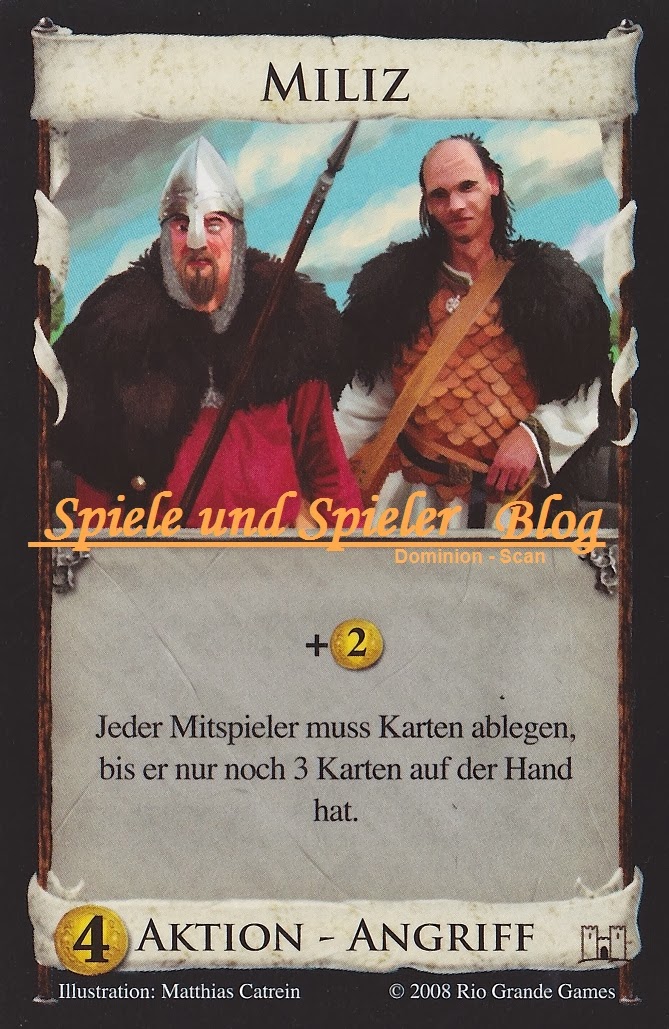 MILIZ
Spiele und Spieler Blog
Dominion - Scan
+2
Jeder Mitspieler muss Karten ablegen,
bis er nur noch 3 Karten auf der Hand
hat.
4 AKTION - ANGRIFF
Illustration: Matthias Catrein © 2008 Rio Grande Games